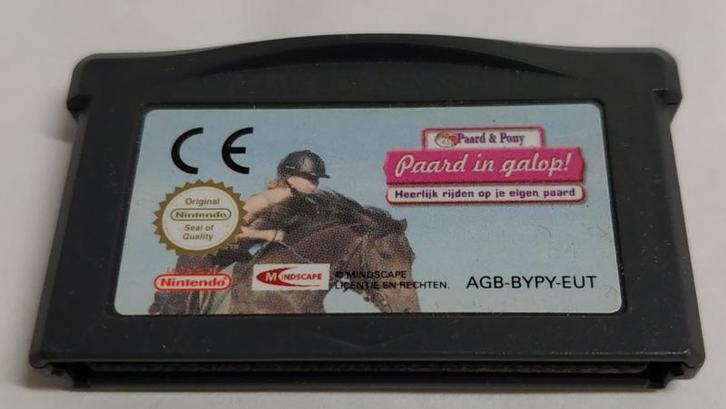 CE
Paard & Pony
Paard in galop!
Heerlijk rijden op je eigen paard
Original
Nintendo
Seal of
Quality
TM
Nintendo
MINDSCAPE
© MINDSCAPE
LICENTIE EN RECHTEN.
AGB-BYPY-EUT